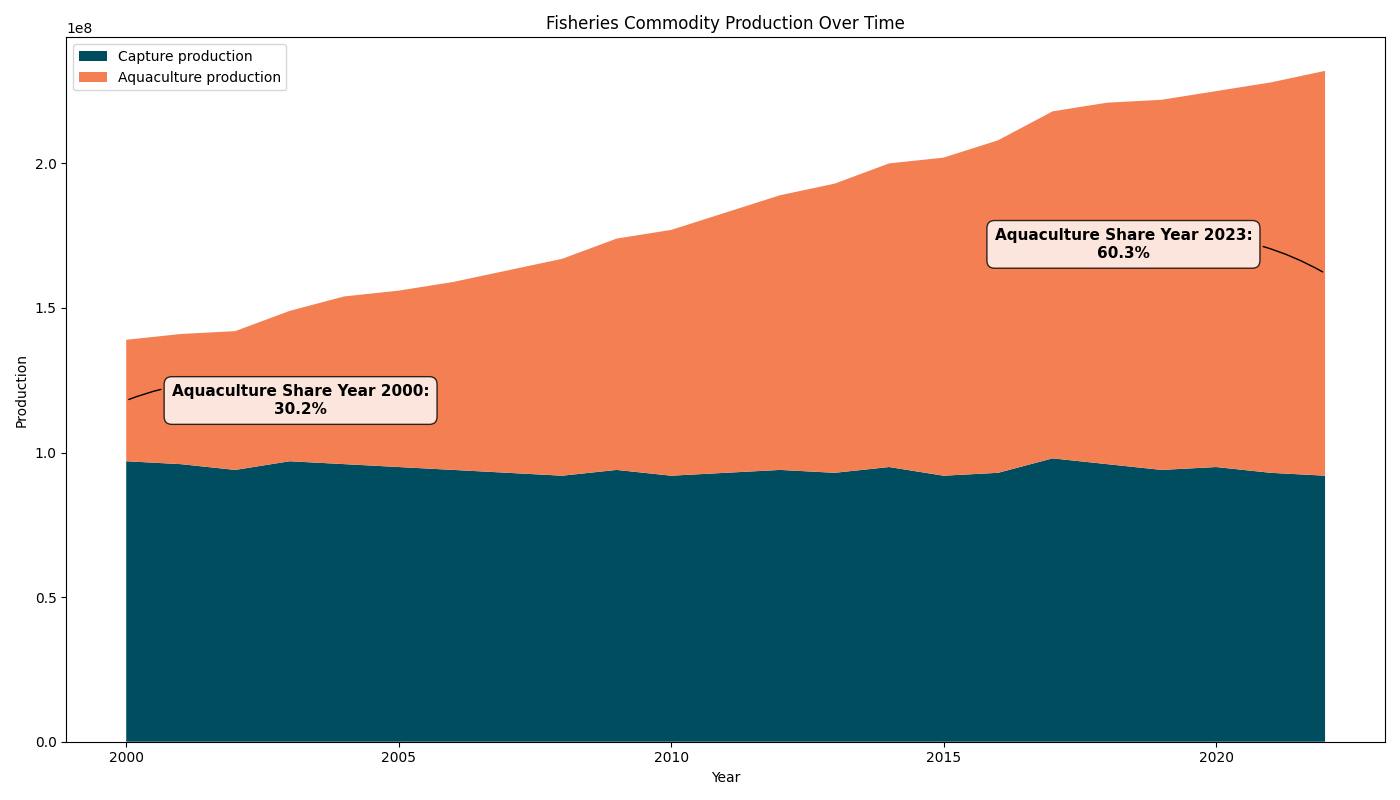 Fisheries Commodity Production Over Time
1e8
Capture production
Aquaculture production
2.0
1.5
1.0
0.5
0.0
Production
Aquaculture Share Year 2023:
60.3%
Aquaculture Share Year 2000:
30.2%
2000 2005 2010 2015 2020
Year